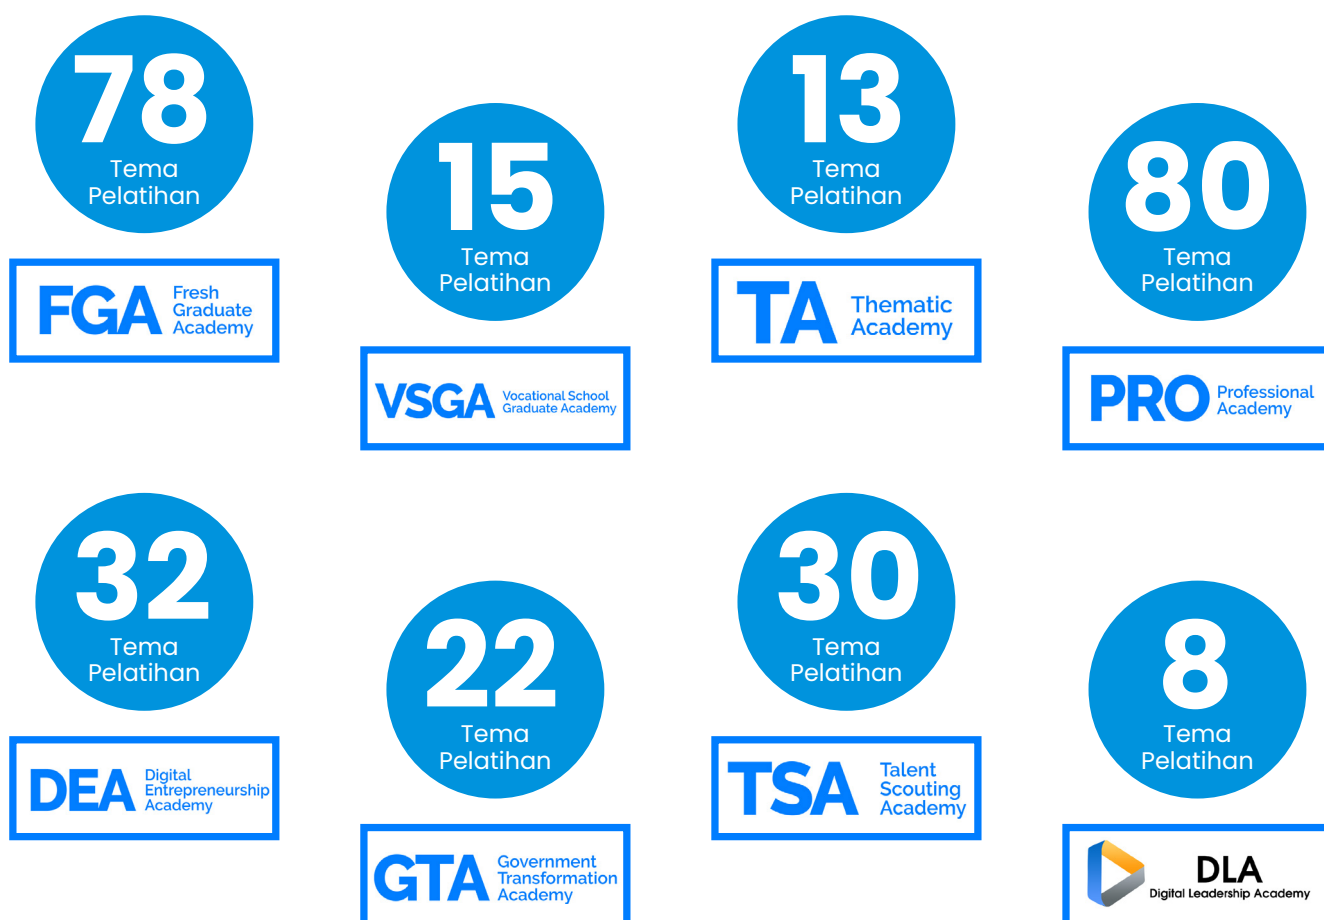 78
Tema
Pelatihan
FGA
Fresh
Graduate
Academy
15
Tema
Pelatihan
VSGA
Vocational School
Graduate Academy
13
Tema
Pelatihan
TA
Thematic
Academy
80
Tema
Pelatihan
PRO
Professional
Academy
32
Tema
Pelatihan
DEA
Digital
Entrepreneurship
Academy
22
Tema
Pelatihan
GTA
Government
Transformation
Academy
30
Tema
Pelatihan
TSA
Talent
Scouting
Academy
8
Tema
Pelatihan
DLA
Digital Leadership Academy